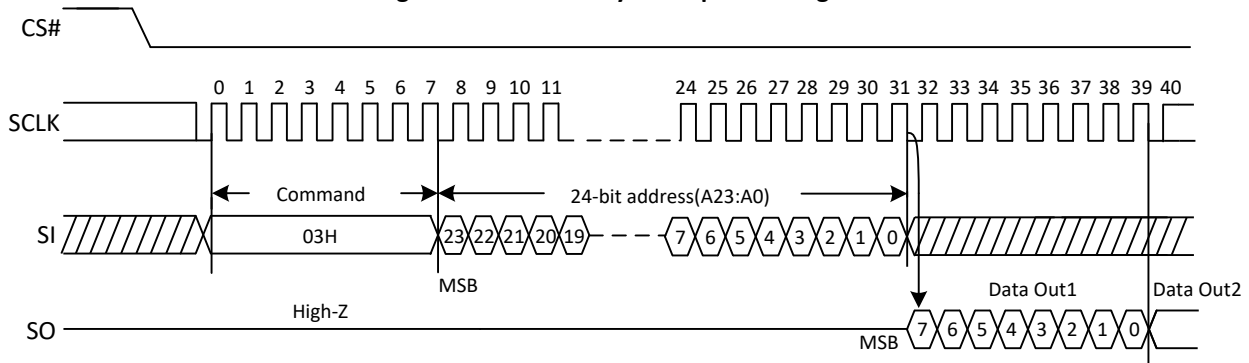 CS#
0 1 2 3 4 5 6 7 8 9 10 11 24 25 26 27 28 29 30 31 32 33 34 35 36 37 38 39 40
SCLK
Command 24-bit address(A23:A0)
SI 03H 23 22 21 20 19 7 6 5 4 3 2 1 0
MSB Data Out1 Data Out2
High-Z
SO MSB 7 6 5 4 3 2 1 0